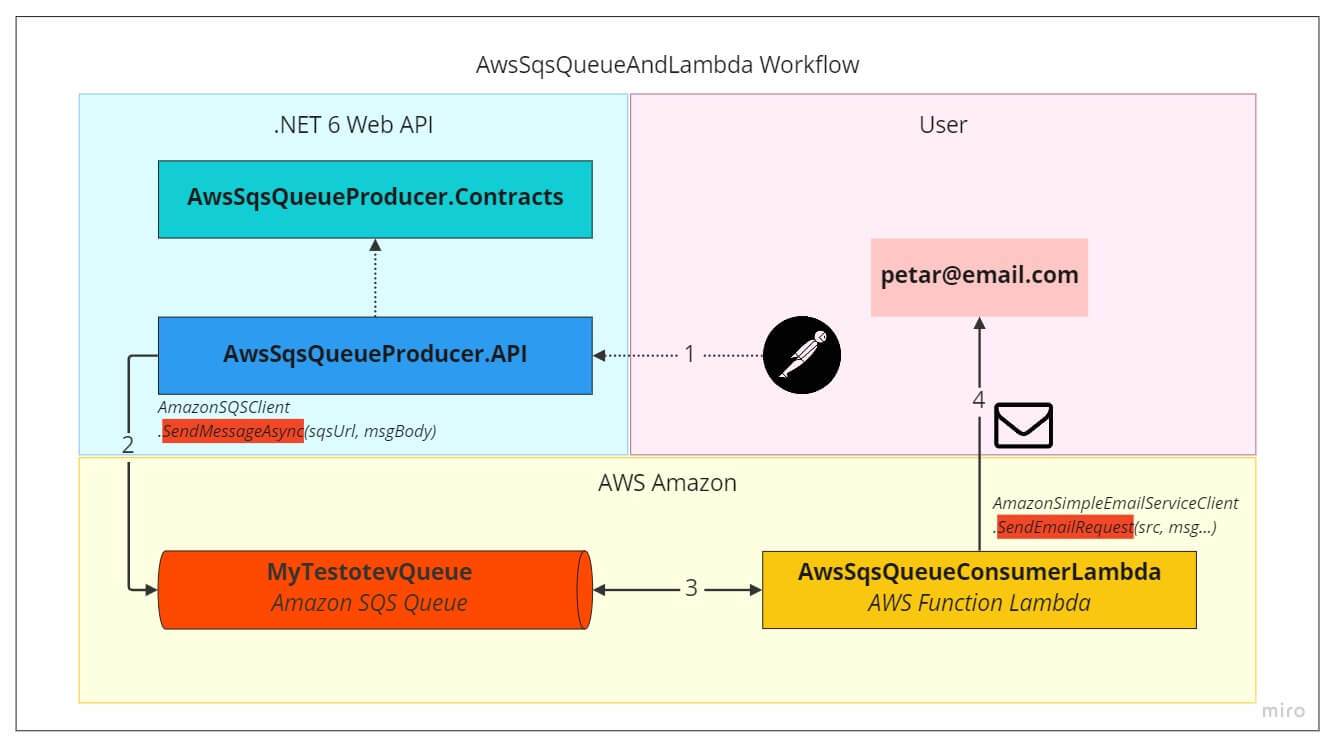 AwsSqsQueueAndLambda Workflow
.NET 6 Web API
User
AwsSqsQueueProducer.Contracts
petar@email.com
AwsSqsQueueProducer.API
1
AmazonSQSClient
.SendMessageAsync(sqsUrl, msgBody)
2
4
AWS Amazon
AmazonSimpleEmailServiceClient
.SendEmailRequest(src, msg...)
MyTestotevQueue
Amazon SQS Queue
3
AwsSqsQueueConsumerLambda
AWS Function Lambda
miro